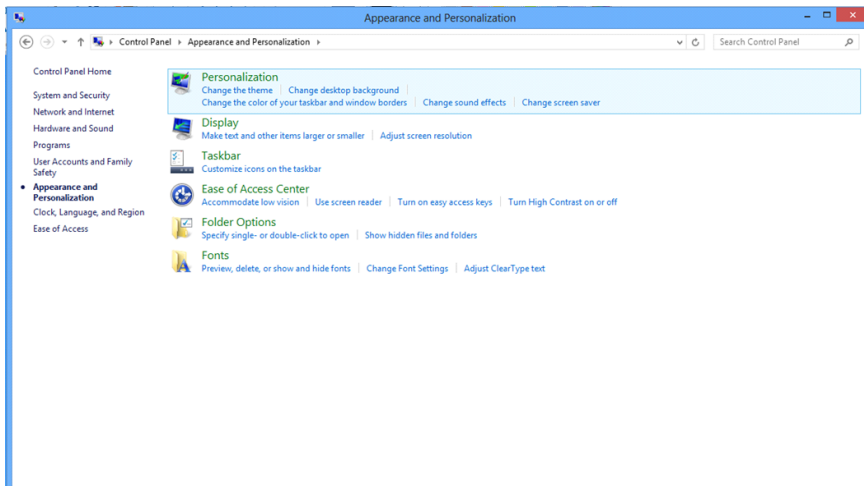 Appearance and Personalization
Control Panel Appearance and Personalization
Search Control Panel
Control Panel Home
System and Security
Network and Internet
Hardware and Sound
Programs
User Accounts and Family
Safety
Appearance and
Personalization
Clock, Language, and Region
Ease of Access
Personalization
Change the theme Change desktop background
Change the color of your taskbar and window borders Change sound effects Change screen saver
Display
Make text and other items larger or smaller Adjust screen resolution
Taskbar
Customize icons on the taskbar
Ease of Access Center
Accommodate low vision Use screen reader Turn on easy access keys Turn High Contrast on or off
Folder Options
Specify single- or double-click to open Show hidden files and folders
Fonts
Preview, delete, or show and hide fonts Change Font Settings Adjust ClearType text